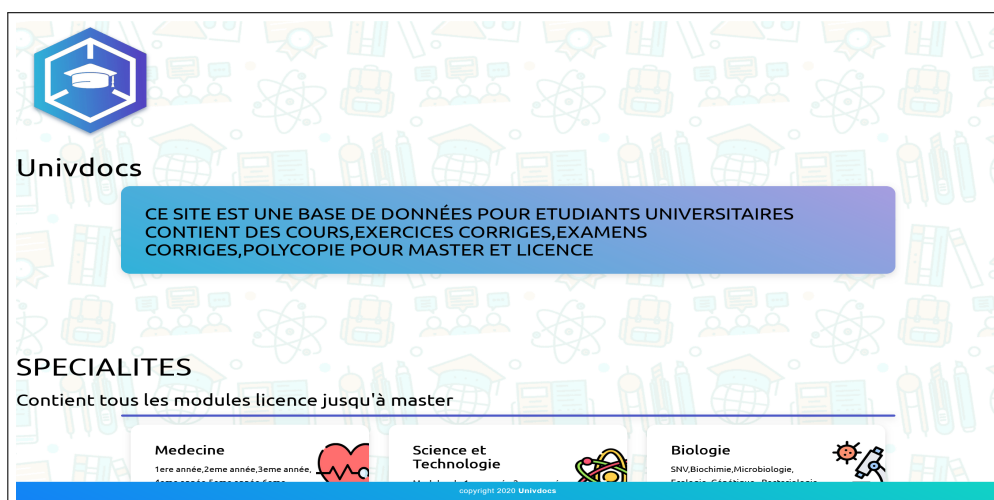 Univdocs
CE SITE EST UNE BASE DE DONNÉES POUR ETUDIANTS UNIVERSITAIRES
CONTIENT DES COURS,EXERCICES CORRIGES,EXAMENS
CORRIGES,POLYCOPIE POUR MASTER ET LICENCE
SPECIALITES
Contient tous les modules licence jusqu'à master
Medecine
1ere année,2eme année,3eme année,
Science et
Technologie
Biologie
SNV,Biochimie,Microbiologie,
copyright 2020 Univdocs